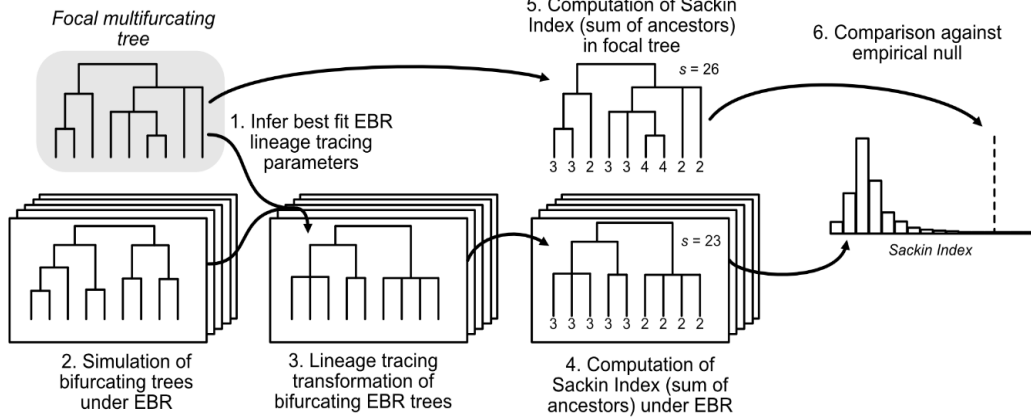 Focal multifurcating
tree
1. Infer best fit EBR
lineage tracing
parameters
5. Computation of Sackin
Index (sum of ancestors)
in focal tree
s = 26
3 3 2 3 3 4 4 2 2
6. Comparison against
empirical null
Sackin Index
s = 23
3 3 3 3 3 2 2 2 2
2. Simulation of
bifurcating trees
under EBR
3. Lineage tracing
transformation of
bifurcating EBR trees
4. Computation of
Sackin Index (sum of
ancestors) under EBR